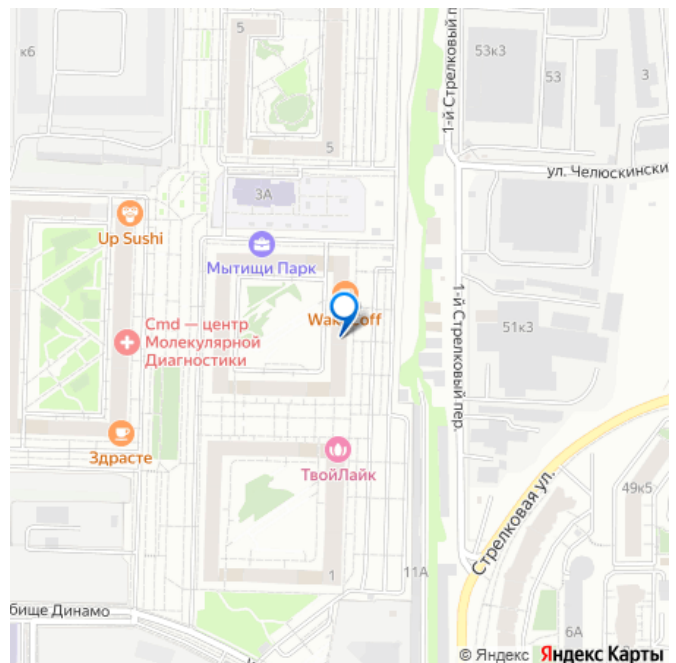 1-й Стрелковый п
5
к6
53к3
53
3
5
ул. Челюскински
3А
Up Sushi
Мытищи Парк
Cmd — центр
Молекулярной
Диагностики
1-й Стрелковый пер.
51к3
Здрасте
ТвойЛайк
49к5
Стрелковая ул.
1
11А
бище Динамо
6А
© Яндекс Яндекс Карты